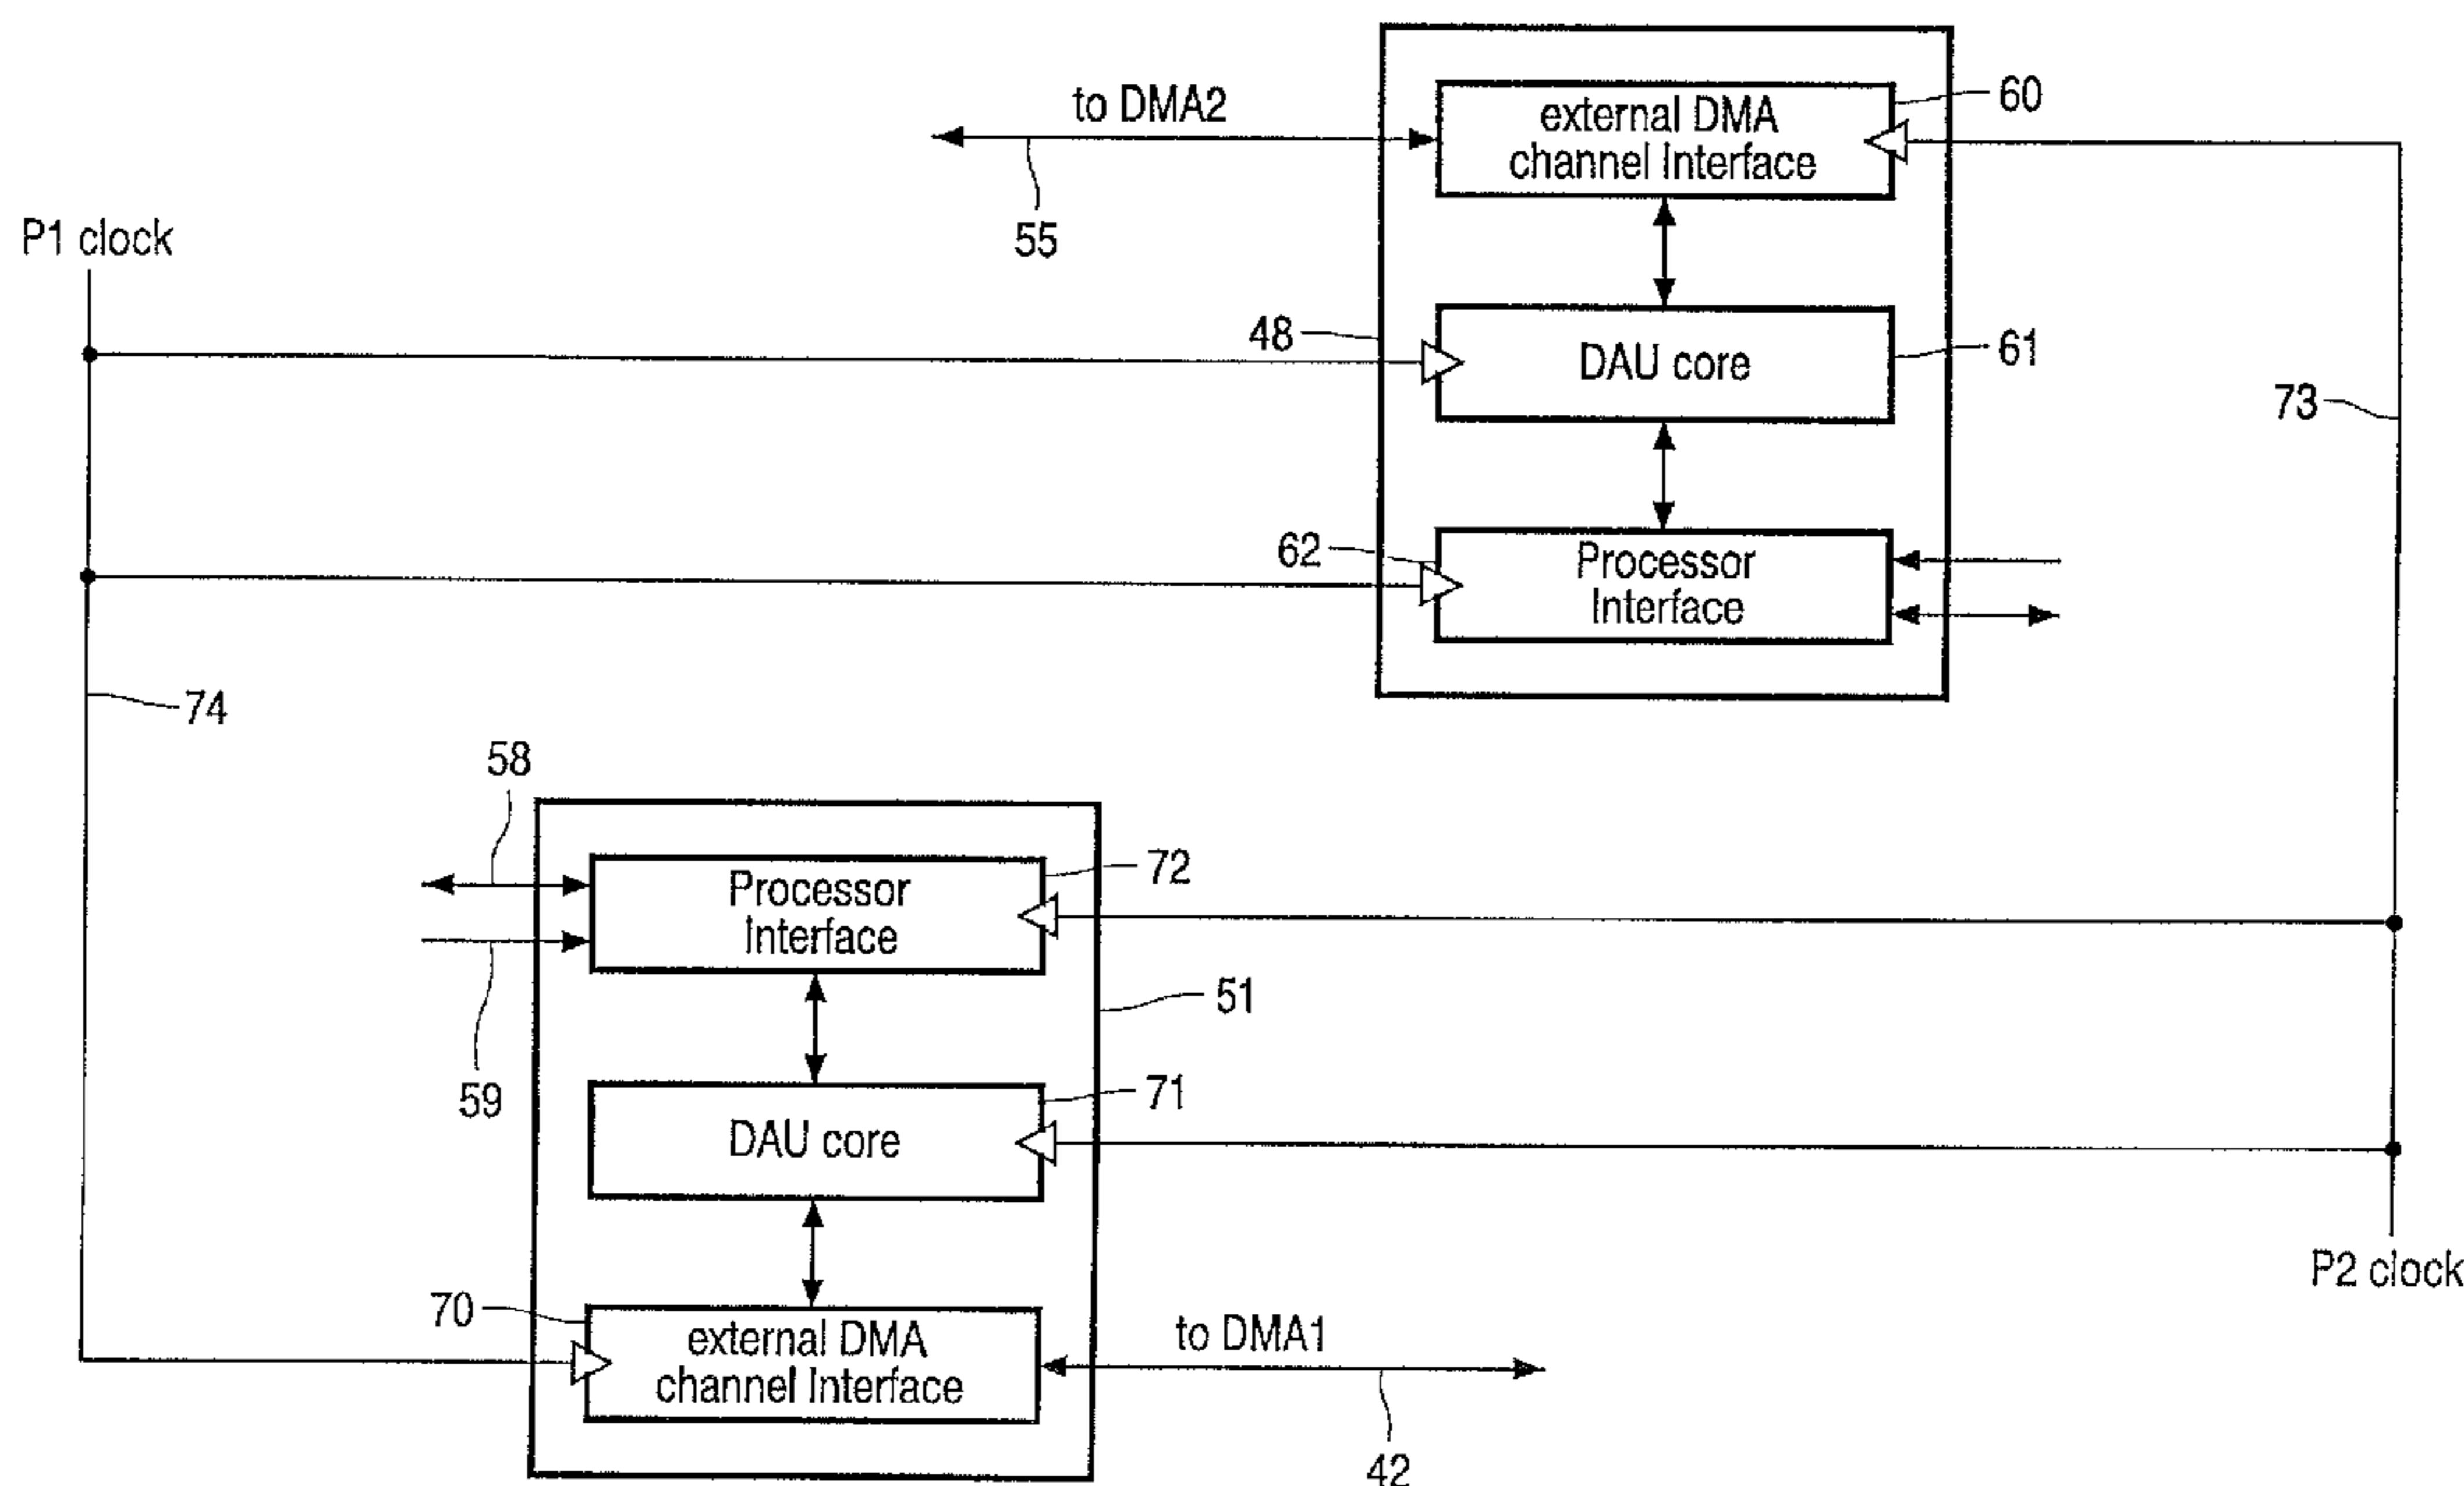 to DMA2
60
external DMA
channel Interface
55
P1 clock
48
DAU core
61
73
62
Processor
Interface
74
58
72
Processor
Interface
51
59
71
DAU core
P2 clock
70
external DMA
channel Interface
to DMA1
42